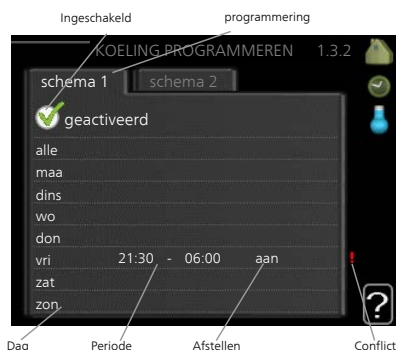 Ingeschakeld programmering
KOELING PROGRAMMEREN 1.3.2
schema 1 schema 2
geactiveerd
alle
maa
dins
wo
don
vri 21:30 - 06:00 aan !
zat
zon
?
Dag Periode Afstellen Conflict